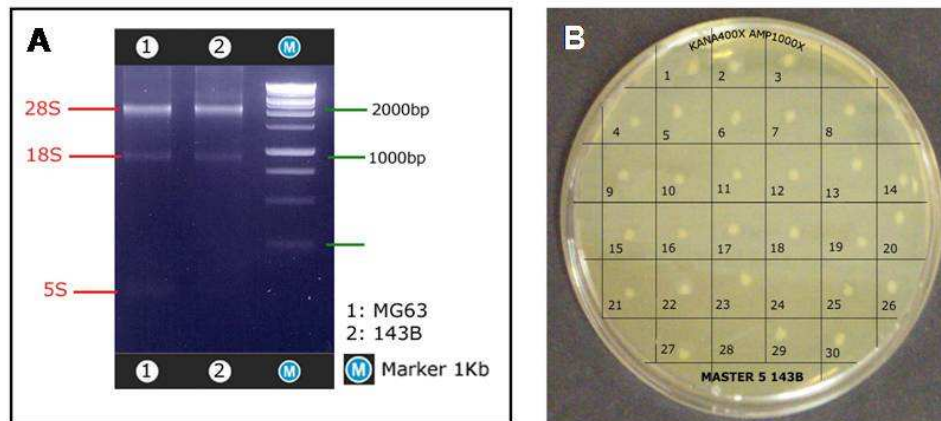 A
1 2 M
28S
2000bp
18S
1000bp
5S
1: MG63
2: 143B
M Marker 1Kb
1 2 M
B
KANA400X AMP1000X
1 2 3
4 5 6 7 8
9 10 11 12 13 14
15 16 17 18 19 20
21 22 23 24 25 26
27 28 29 30
MASTER 5 143B